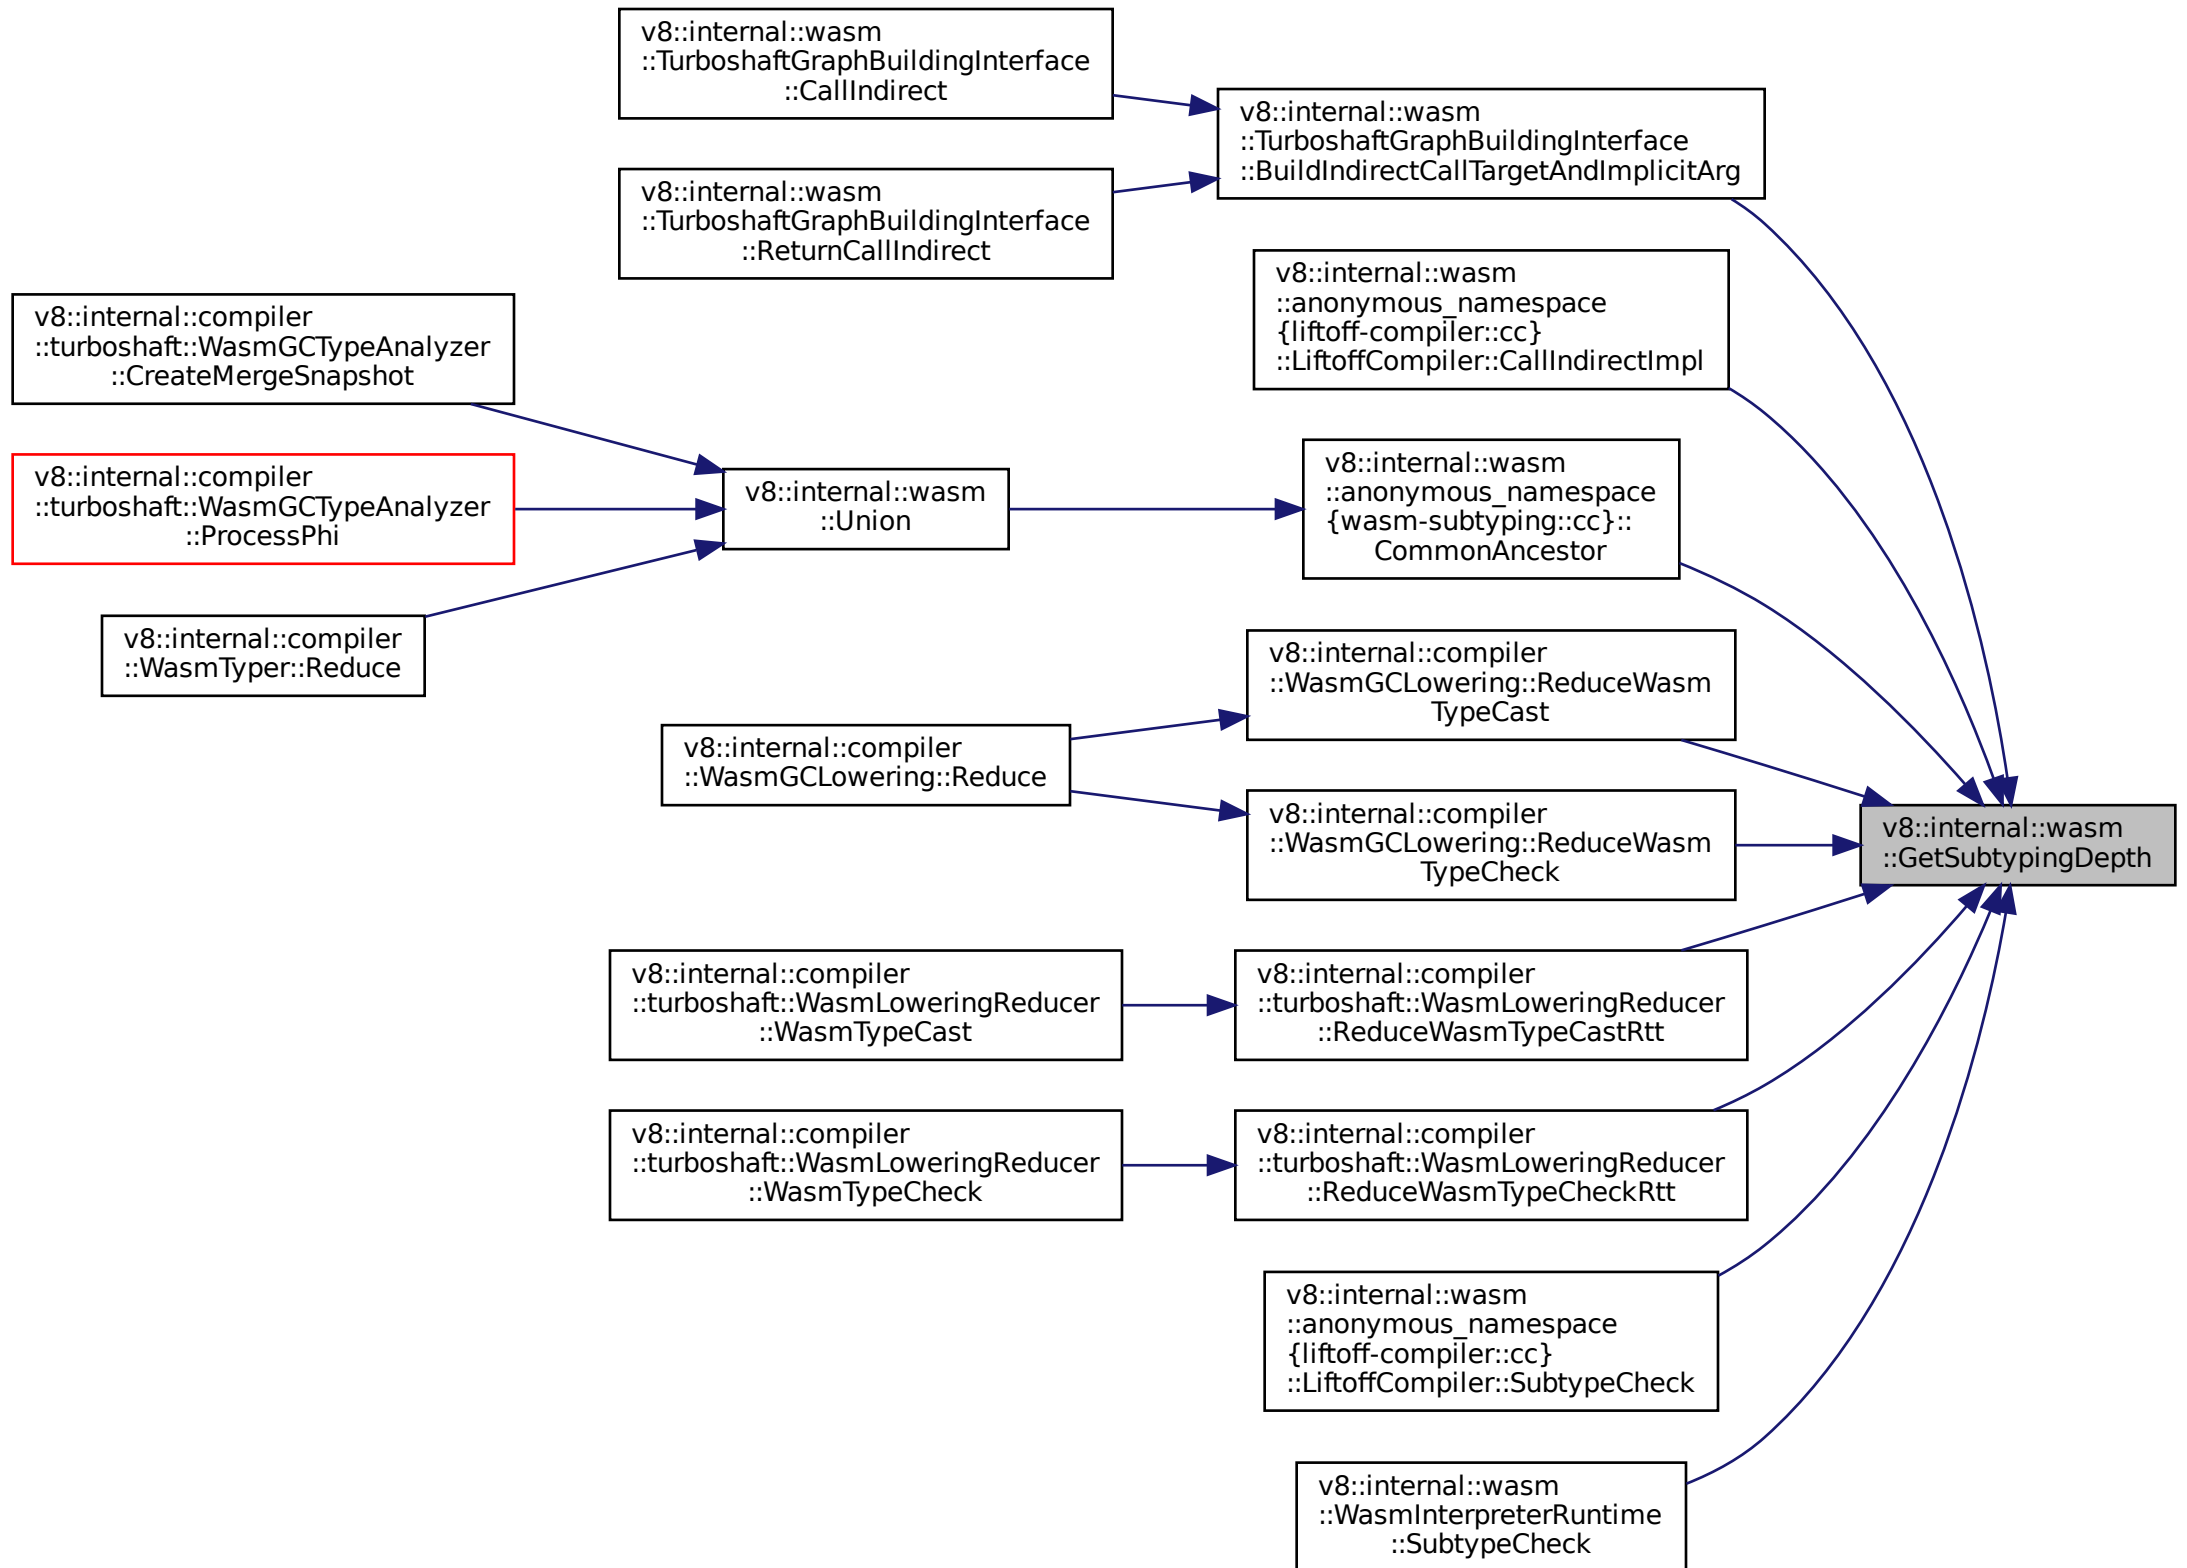 v8::internal::wasm
::TurboshaftGraphBuildingInterface
::CallIndirect
v8::internal::wasm
::TurboshaftGraphBuildingInterface
::BuildIndirectCallTargetAndImplicitArg
v8::internal::wasm
::TurboshaftGraphBuildingInterface
::ReturnCallIndirect
v8::internal::wasm
::anonymous_namespace
{liftoff-compiler::cc}
::LiftoffCompiler::CallIndirectImpl
v8::internal::compiler
::turboshaft::WasmGCTypeAnalyzer
::CreateMergeSnapshot
v8::internal::compiler
::turboshaft::WasmGCTypeAnalyzer
::ProcessPhi
v8::internal::wasm
::Union
v8::internal::wasm
::anonymous_namespace
{wasm-subtyping::cc}::
CommonAncestor
v8::internal::compiler
::WasmTyper::Reduce
v8::internal::compiler
::WasmGCLowering::ReduceWasm
TypeCast
v8::internal::compiler
::WasmGCLowering::Reduce
v8::internal::compiler
::WasmGCLowering::ReduceWasm
TypeCheck
v8::internal::wasm
::GetSubtypingDepth
v8::internal::compiler
::turboshaft::WasmLoweringReducer
::WasmTypeCast
v8::internal::compiler
::turboshaft::WasmLoweringReducer
::ReduceWasmTypeCastRtt
v8::internal::compiler
::turboshaft::WasmLoweringReducer
::WasmTypeCheck
v8::internal::compiler
::turboshaft::WasmLoweringReducer
::ReduceWasmTypeCheckRtt
v8::internal::wasm
::anonymous_namespace
{liftoff-compiler::cc}
::LiftoffCompiler::SubtypeCheck
v8::internal::wasm
::WasmInterpreterRuntime
::SubtypeCheck